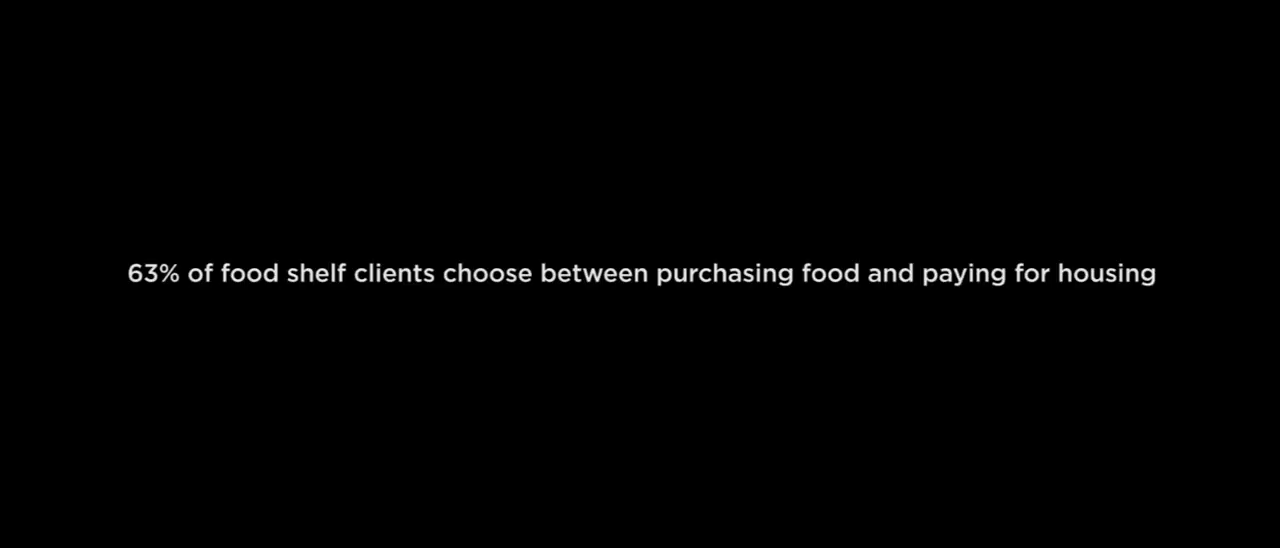 63% of food shelf clients choose between purchasing food and paying for housing